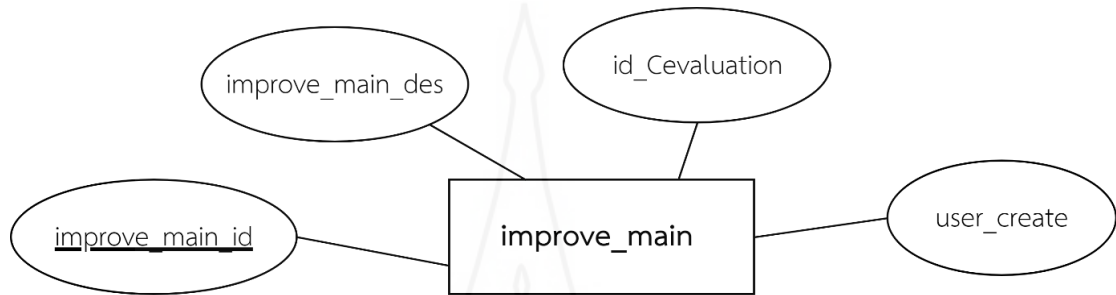 id_Cevaluation
improve_main_des
improve_main_id
improve_main
user_create